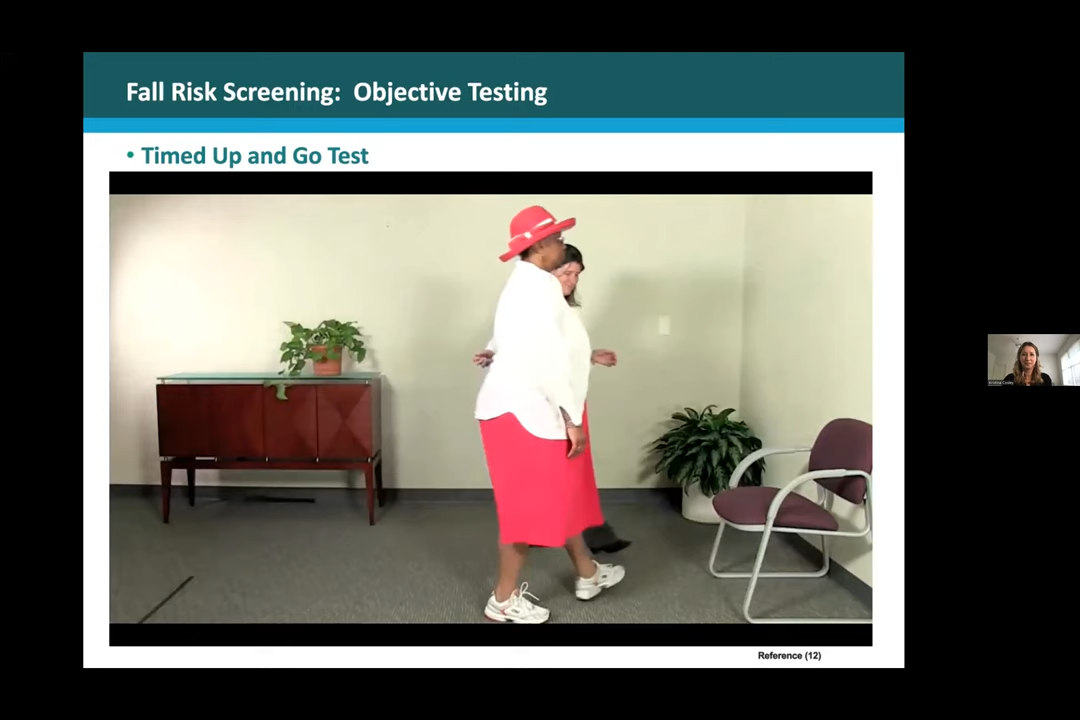 Fall Risk Screening:  Objective Testing
• Timed Up and Go Test
Reference (12)